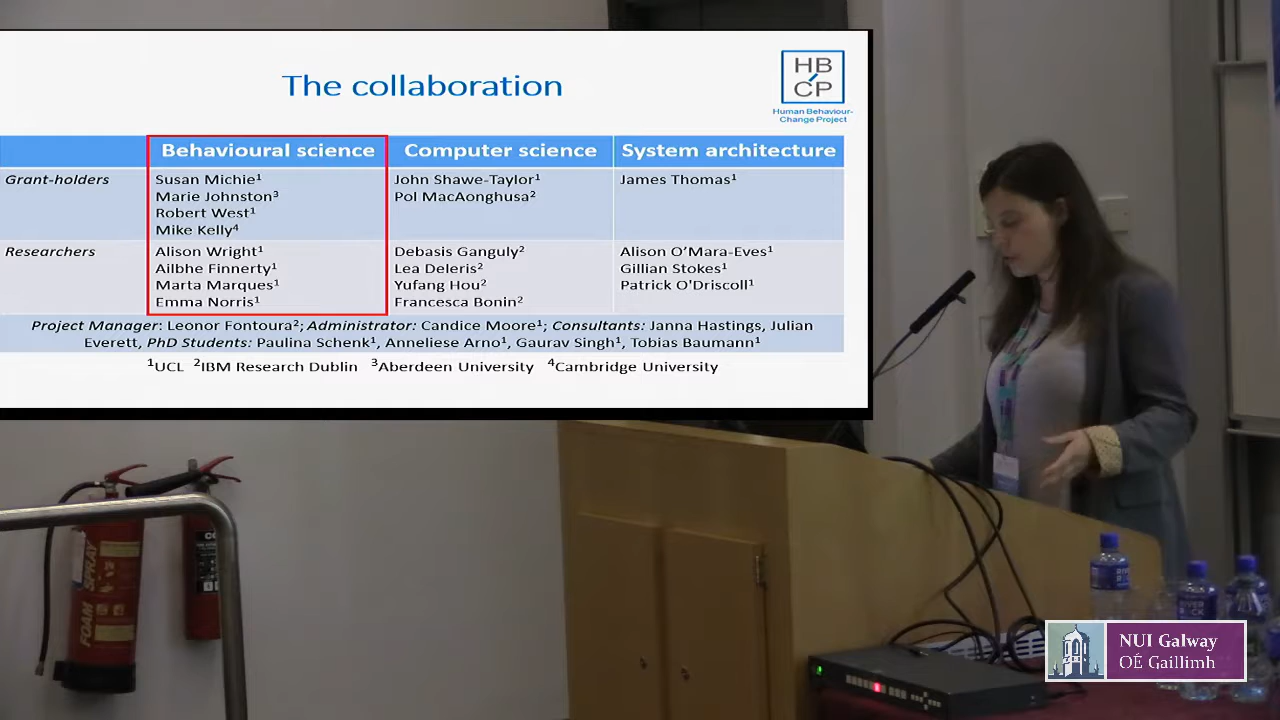 The collaboration
HB
CP
Human Behaviour-
Change Project
Behavioural science
Computer science
System architecture
Grant-holders
Susan Michie¹
Marie Johnston³
Robert West¹
Mike Kelly⁴
John Shawe-Taylor¹
Pol MacAonghusa²
James Thomas¹
Researchers
Alison Wright¹
Ailbhe Finnerty¹
Marta Marques¹
Emma Norris¹
Debasis Ganguly²
Lea Deleris²
Yufang Hou²
Francesca Bonin²
Alison O’Mara-Eves¹
Gillian Stokes¹
Patrick O'Driscoll¹
Project Manager: Leonor Fontoura²; Administrator: Candice Moore¹; Consultants: Janna Hastings, Julian
Everett, PhD Students: Paulina Schenk¹, Anneliese Arno¹, Gaurav Singh¹, Tobias Baumann¹
¹UCL ²IBM Research Dublin ³Aberdeen University ⁴Cambridge University
FOAM SPRAY
NUI Galway
OÉ Gaillimh